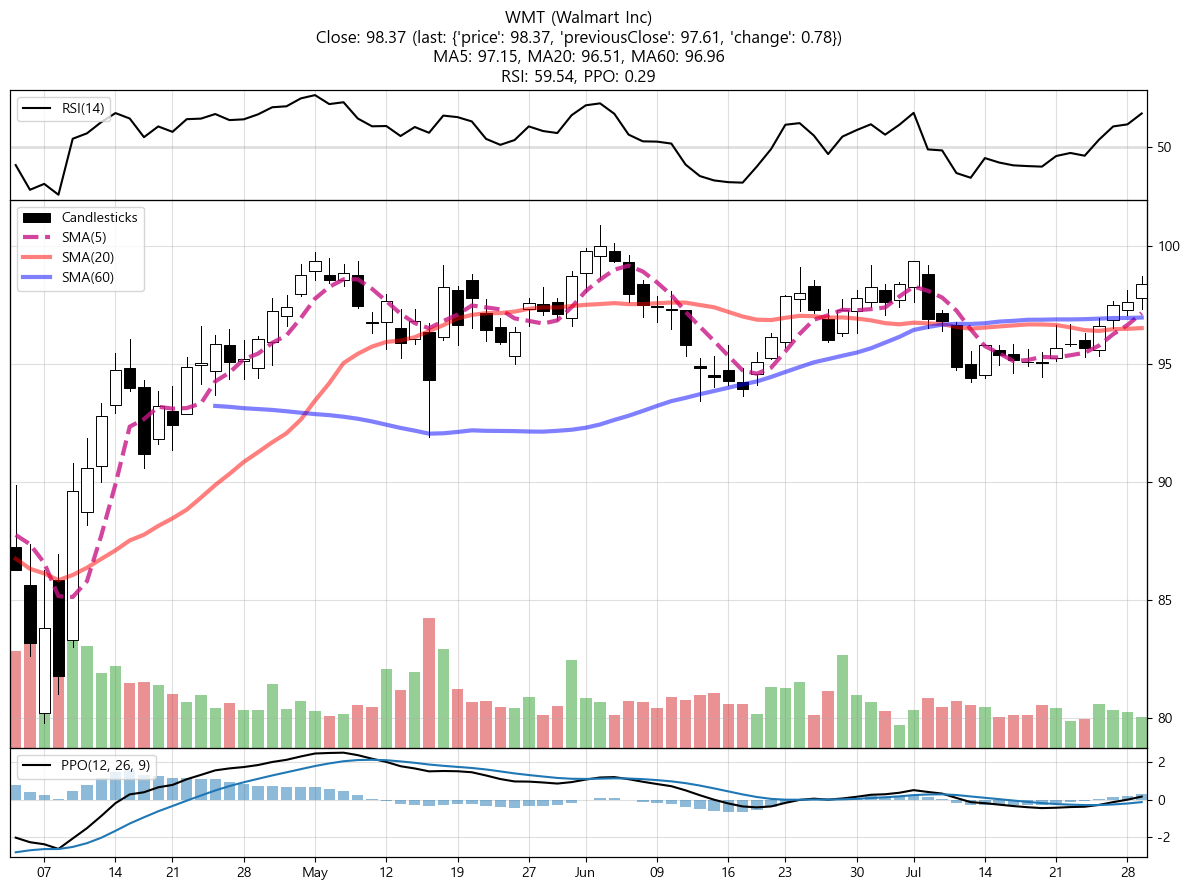 WMT (Walmart Inc)
Close: 98.37 (last: {'price': 98.37, 'previousClose': 97.61, 'change': 0.78})
MA5: 97.15, MA20: 96.51, MA60: 96.96
RSI: 59.54, PPO: 0.29
RSI(14)
50
Candlesticks
SMA(5)
SMA(20)
SMA(60)
100
95
90
85
80
PPO(12, 26, 9)
2
0
-2
07 14 21 28 May 12 19 27 Jun 09 16 23 30 Jul 14 21 28